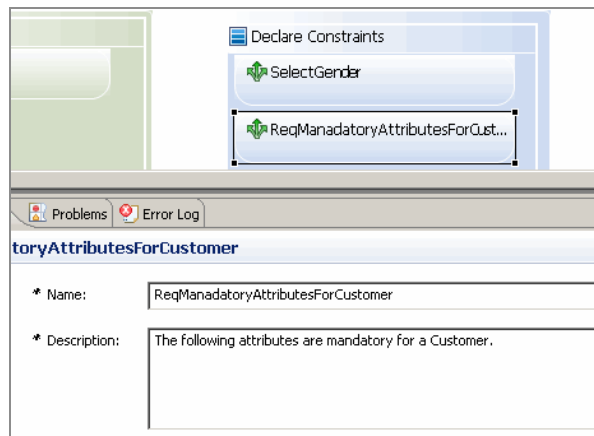 Declare Constraints
SelectGender
ReqManadatoryAttributesForCust...
Problems
Error Log
toryAttributesForCustomer
* Name:
ReqManadatoryAttributesForCustomer
* Description:
The following attributes are mandatory for a Customer.